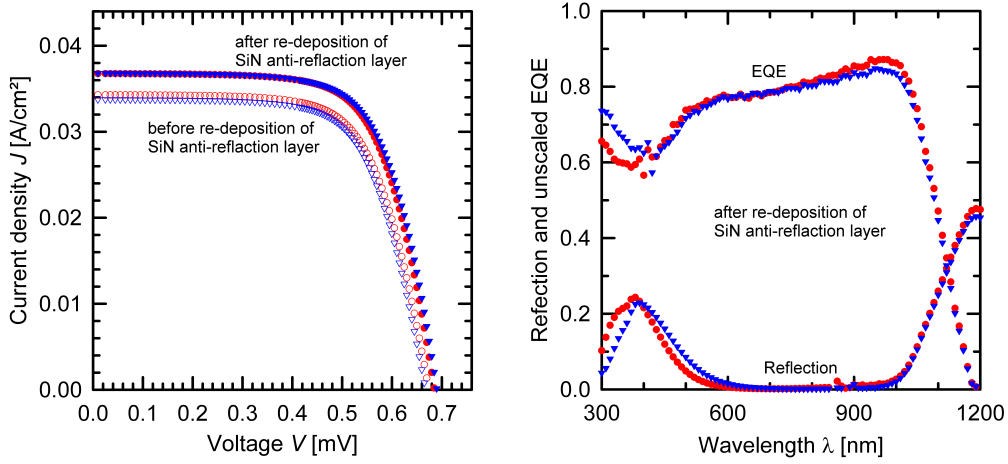 0.04
0.03
0.02
0.01
0.00
0.0 0.1 0.2 0.3 0.4 0.5 0.6 0.7
Voltage V [mV]
Current density J [A/cm²]
after re-deposition of
SiN anti-reflection layer
before re-deposition of
SiN anti-reflection layer
1.0
0.8
0.6
0.4
0.2
0.0
300 600 900 1200
Wavelength λ [nm]
Refection and unscaled EQE
EQE
after re-deposition of
SiN anti-reflection layer
Reflection